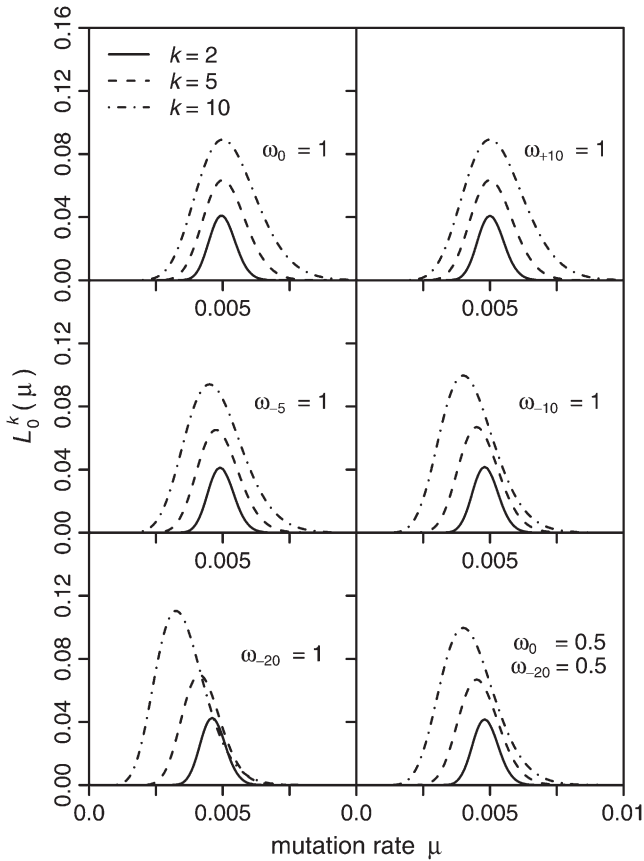 0.16
0.12
0.08
0.04
0.00
k = 2
k = 5
k = 10
ω₀ = 1
ω₊₁₀ = 1
0.005
0.005
0.12
0.08
0.04
0.00
ω₋₅ = 1
ω₋₁₀ = 1
0.005
0.005
0.12
0.08
0.04
0.00
ω₋₂₀ = 1
ω₀ = 0.5
ω₋₂₀ = 0.5
0.0
0.005
0.0
0.005
0.01
L₀ᵏ(μ)
mutation rate μ